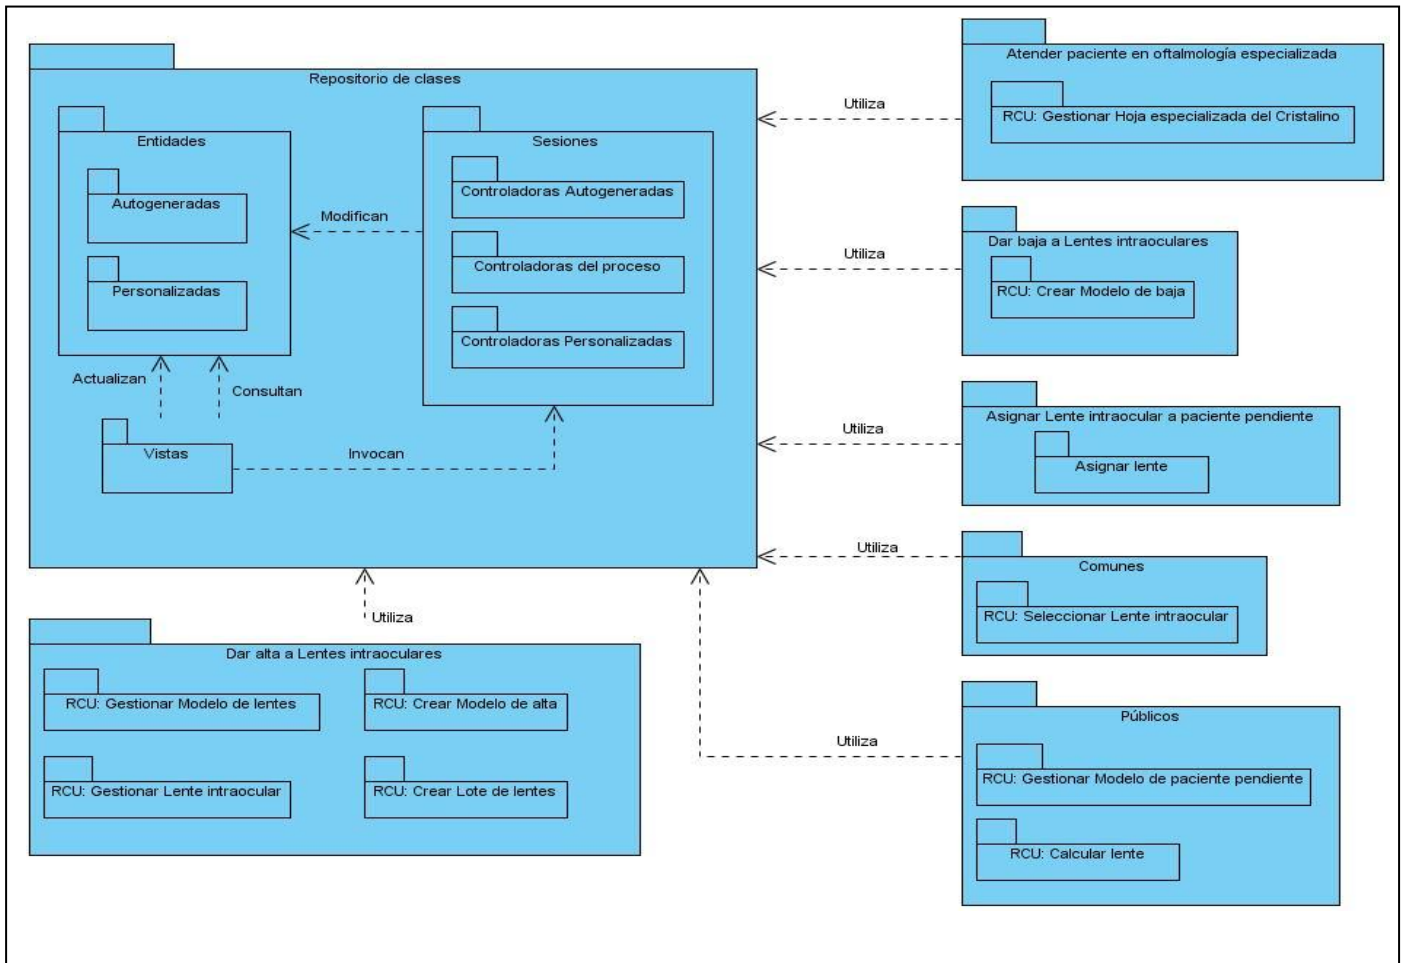 Repositorio de clases
Entidades
Autogeneradas
Personalizadas
Modifican
Sesiones
Controladoras Autogeneradas
Controladoras del proceso
Controladoras Personalizadas
Actualizan
Consultan
Vistas
Invocan
Utiliza
Atender paciente en oftalmología especializada
RCU: Gestionar Hoja especializada del Cristalino
Utiliza
Dar baja a Lentes intraoculares
RCU: Crear Modelo de baja
Utiliza
Asignar Lente intraocular a paciente pendiente
Asignar lente
Utiliza
Comunes
RCU: Seleccionar Lente intraocular
Utiliza
Dar alta a Lentes intraoculares
RCU: Gestionar Modelo de lentes
RCU: Crear Modelo de alta
RCU: Gestionar Lente intraocular
RCU: Crear Lote de lentes
Utiliza
Públicos
RCU: Gestionar Modelo de paciente pendiente
RCU: Calcular lente